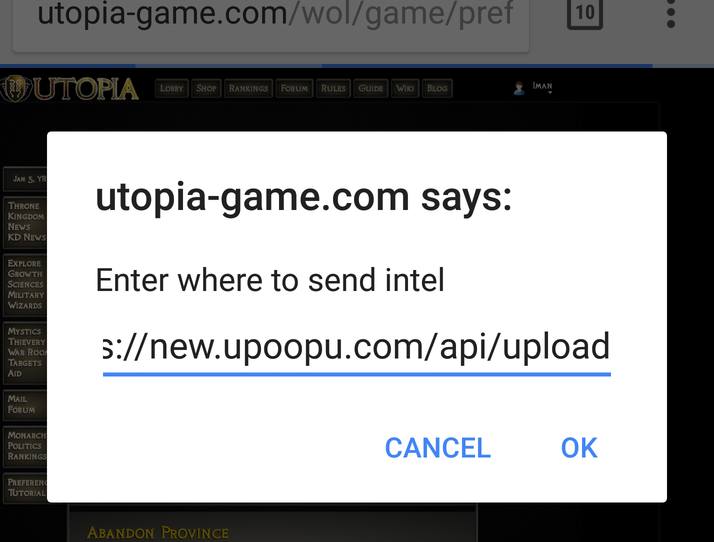 utopia-game.com/wol/game/pref
10
UTOPIA
LOBBY SHOP RANKINGS FORUM RULES GUIDE WIKI BLOG
IMAN
JAN 3, YR
THRONE
KINGDOM
NEWS
KD NEWS
EXPLORE
GROWTH
SCIENCES
MILITARY
WIZARDS
MYSTICS
THIEVERY
WAR ROO
TARGETS
AID
MAIL
FORUM
MONARCH
POLITICS
RANKINGS
PREFEREN
TUTORIAL
utopia-game.com says:
Enter where to send intel
s://new.upoopu.com/api/upload
CANCEL OK
ABANDON PROVINCE